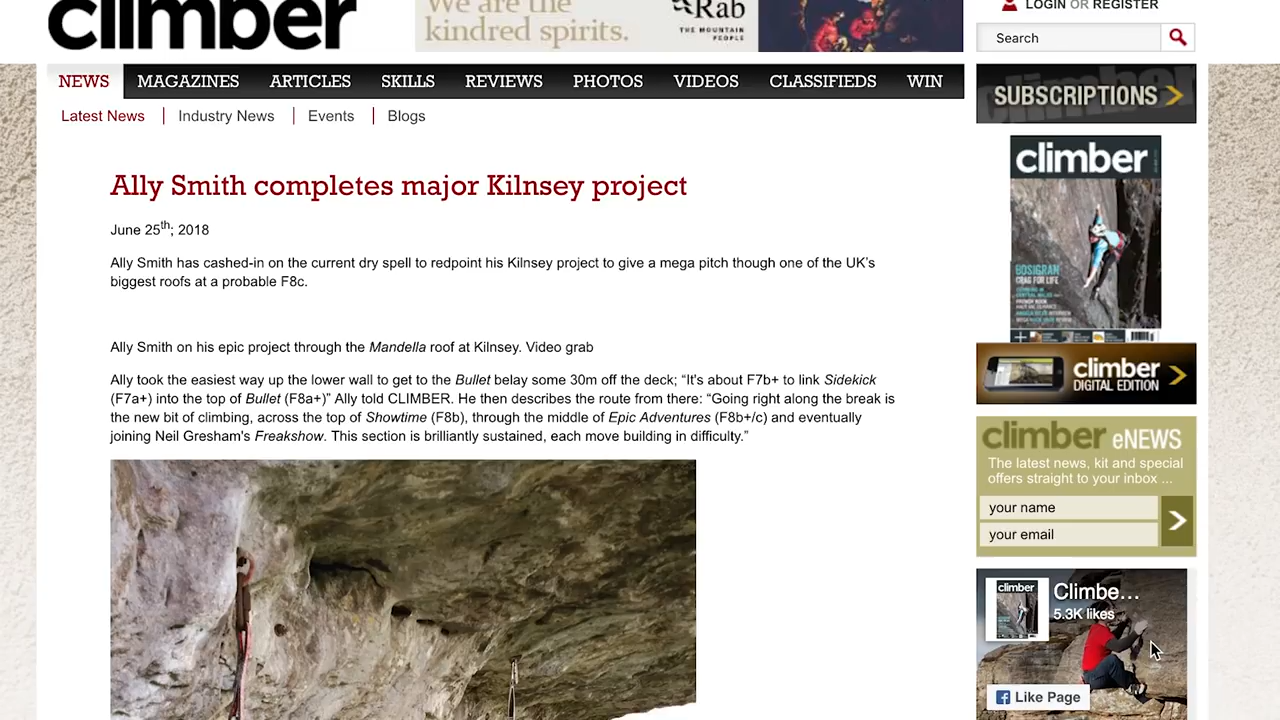 climber
We are the
kindred spirits.
Rab
THE MOUNTAIN
PEOPLE
LOGIN OR REGISTER
Search
NEWS
MAGAZINES
ARTICLES
SKILLS
REVIEWS
PHOTOS
VIDEOS
CLASSIFIEDS
WIN
Latest News
Industry News
Events
Blogs
Ally Smith completes major Kilnsey project
June 25th; 2018
Ally Smith has cashed-in on the current dry spell to redpoint his Kilnsey project to give a mega pitch though one of the UK's
biggest roofs at a probable F8c.
Ally Smith on his epic project through the Mandella roof at Kilnsey. Video grab
Ally took the easiest way up the lower wall to get to the Bullet belay some 30m off the deck; “It's about F7b+ to link Sidekick
(F7a+) into the top of Bullet (F8a+)” Ally told CLIMBER. He then describes the route from there: “Going right along the break is
the new bit of climbing, across the top of Showtime (F8b), through the middle of Epic Adventures (F8b+/c) and eventually
joining Neil Gresham's Freakshow. This section is brilliantly sustained, each move building in difficulty.”
SUBSCRIPTIONS
climber
BOSIGRAN
CRAG FOR LIFE
climber
DIGITAL EDITION
climber eNEWS
The latest news, kit and special
offers straight to your inbox ...
your name
your email
climber
Climbe...
5.3K likes
Like Page